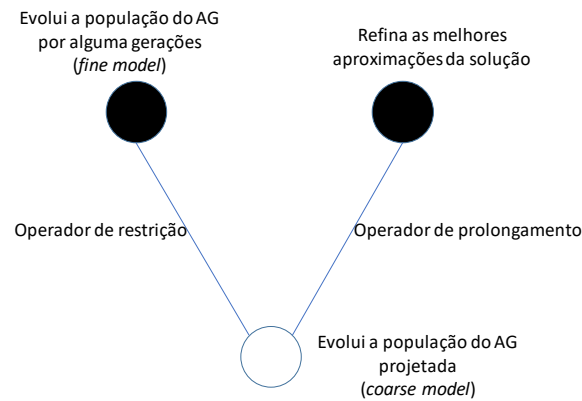 Evolui a população do AG
por alguma gerações
(fine model)
Refina as melhores
aproximações da solução
Operador de restrição
Operador de prolongamento
Evolui a população do AG
projetada
(coarse model)